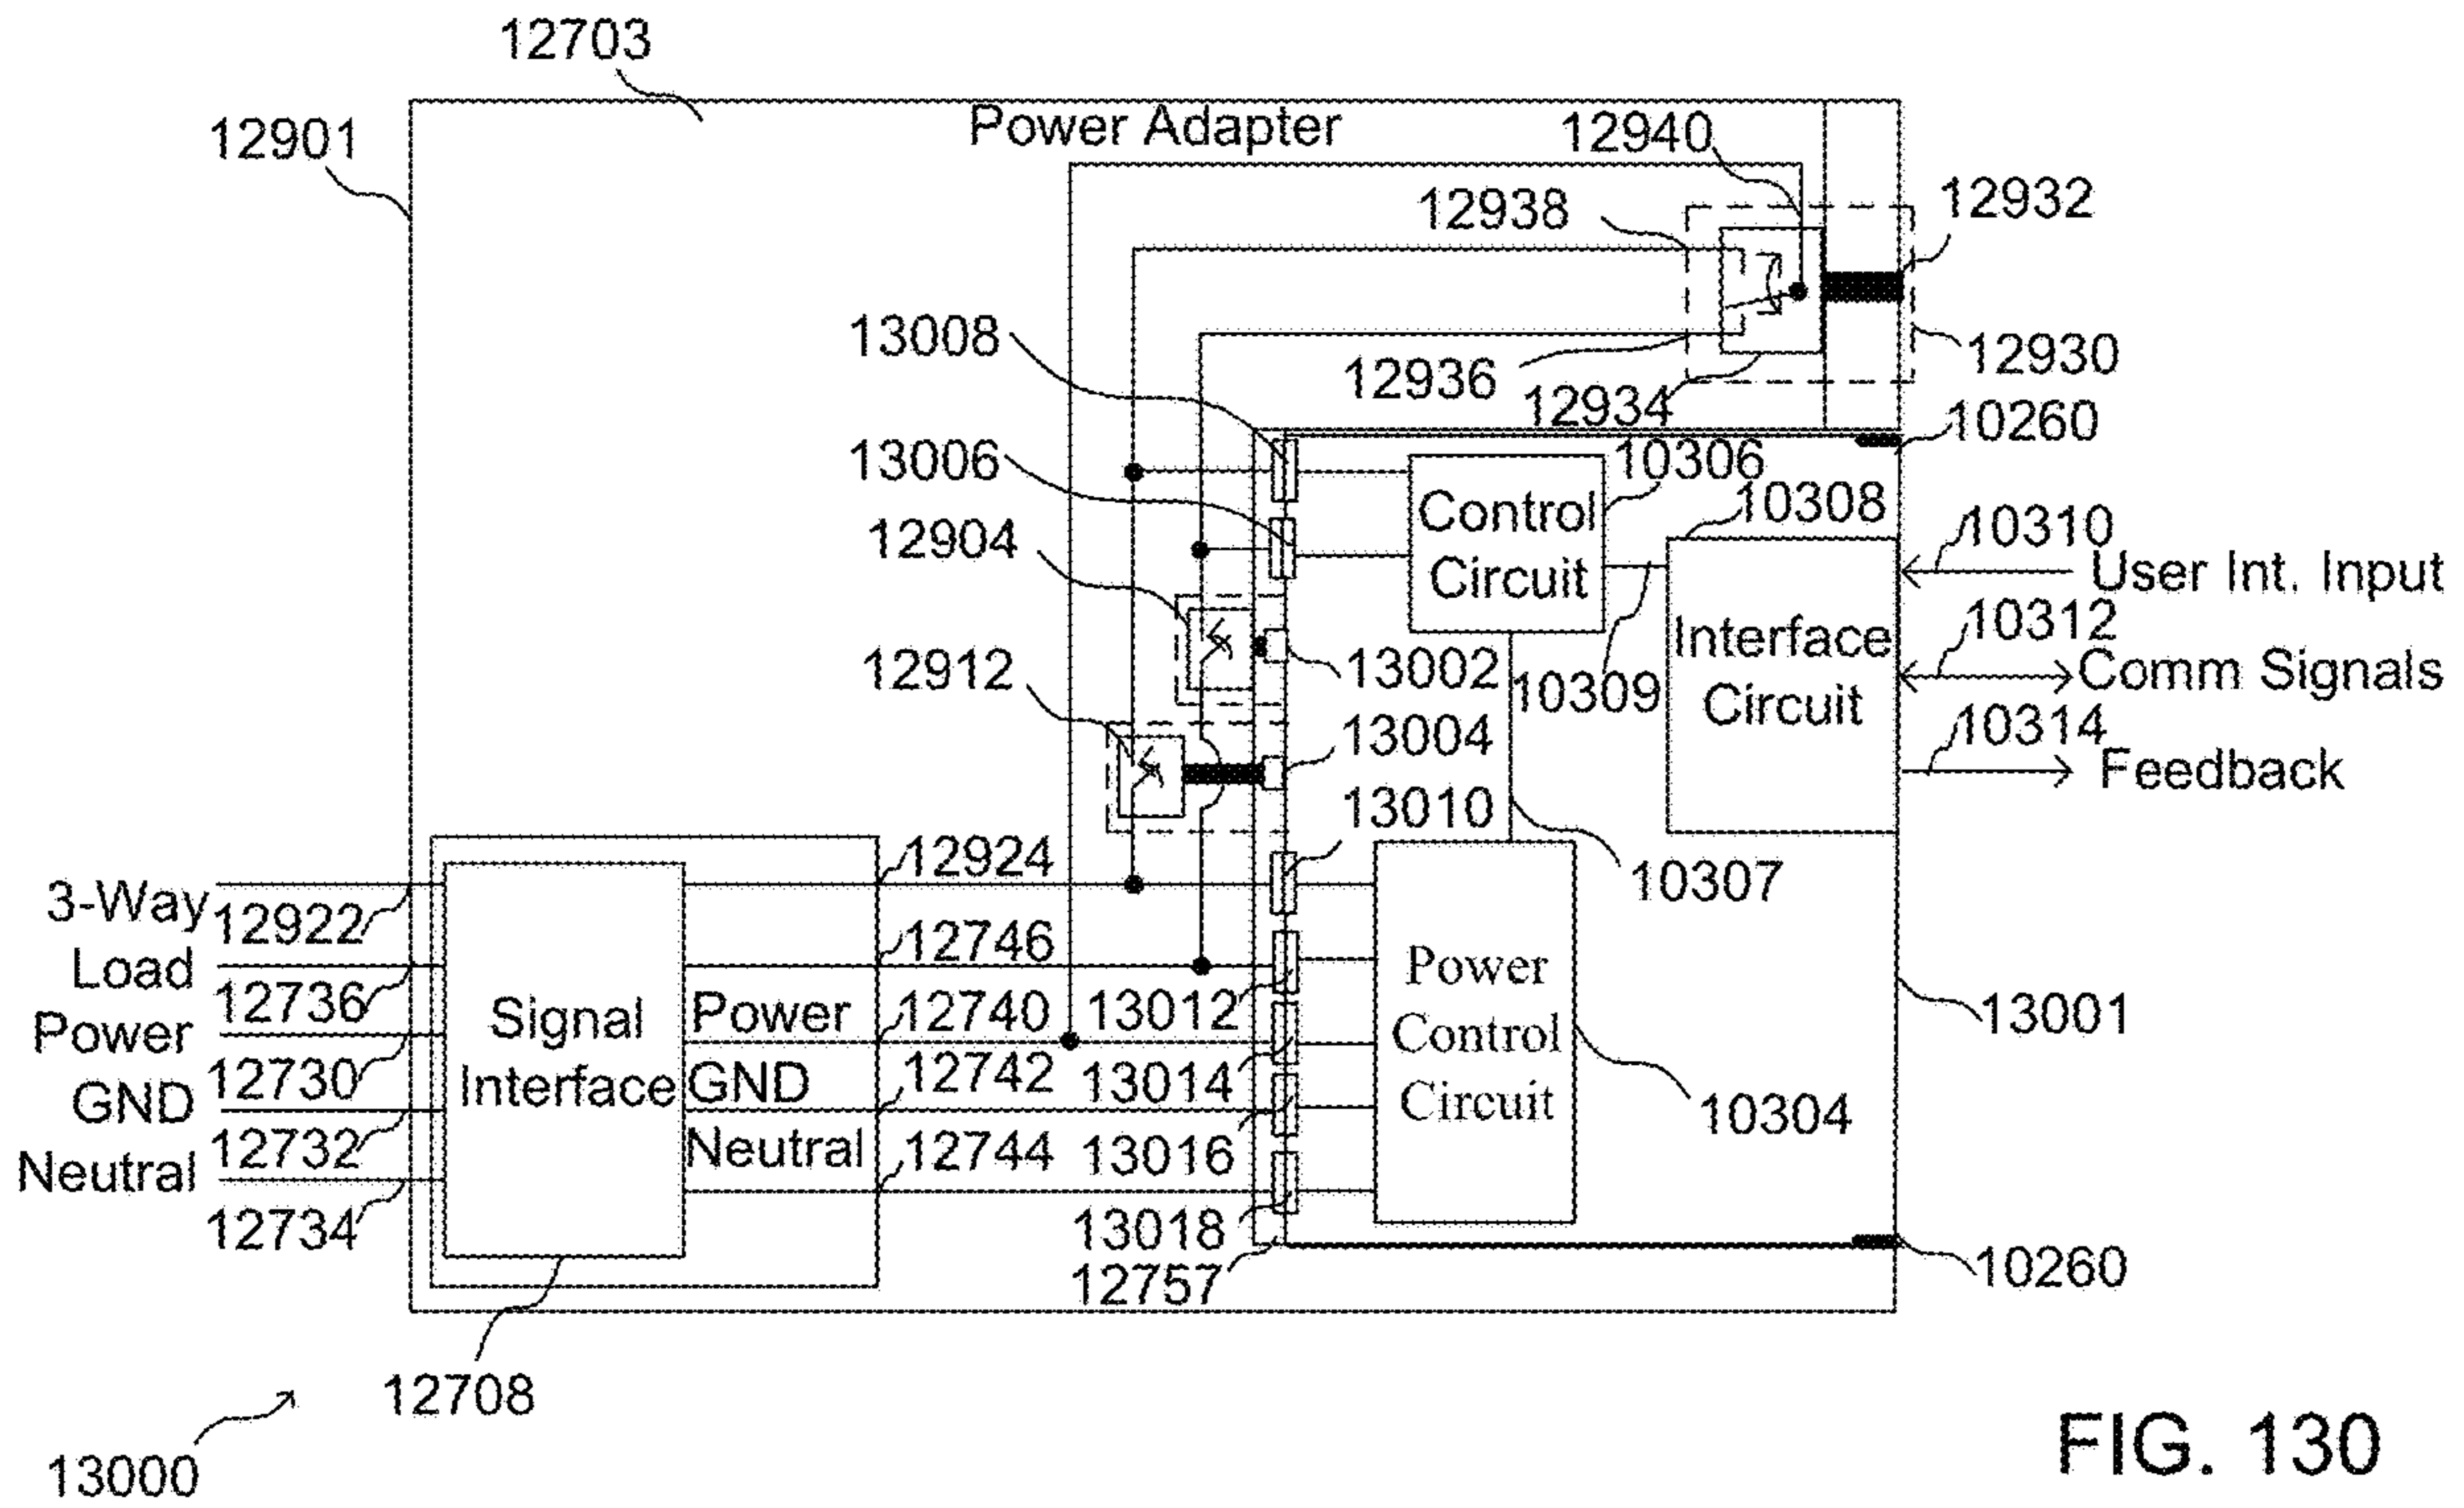 12703
12901
Power Adapter
12940
12938
12932
13008
12936
12930
12934
10260
13006
10306
10308
Control
Circuit
12904
10310
User Int. Input
Interface
Circuit
10312
Comm Signals
12912
13002
10309
13004
10314
Feedback
13010
12924
10307
3-Way
12922
12746
Load
12736
Power
Control
Circuit
Signal
Interface
Power
12740
13012
13001
Power
12730
GND
12742
13014
10304
GND
12732
Neutral
12744
13016
Neutral
12734
13018
12757
10260
12708
13000
FIG. 130